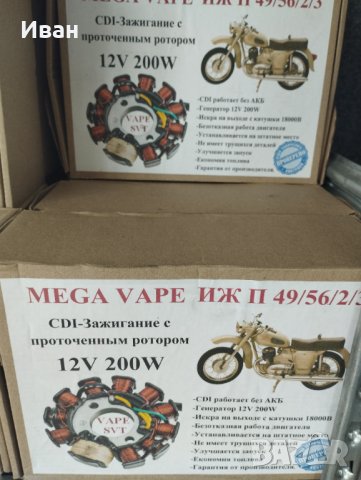 Иван
MEGA VAPE ИЖ П 49/56/2/3
CDI-Зажигание с
проточенным ротором
12V 200W
VAPE
SVT
-CDI работает без АКБ
-Генератор 12V 200W
-Искра на выходе с катушки 18000В
-Безотказная работа двигателя
-Устанавливается на штатное место
-Не имеет трущихся деталей
-Улучшается запуск
-Економия топлива
-Гарантия от производителя.
MEGA VAPE ИЖ П 49/56/2/3
CDI-Зажигание с
проточенным ротором
12V 200W
VAPE
SVT
-CDI работает без АКБ
-Генератор 12V 200W
-Искра на выходе с катушки 18000В
-Безотказная работа двигателя
-Устанавливается на штатное место
-Не имеет трущихся деталей
-Улучшается запуск
-Економия топлива
-Гарантия от производителя.